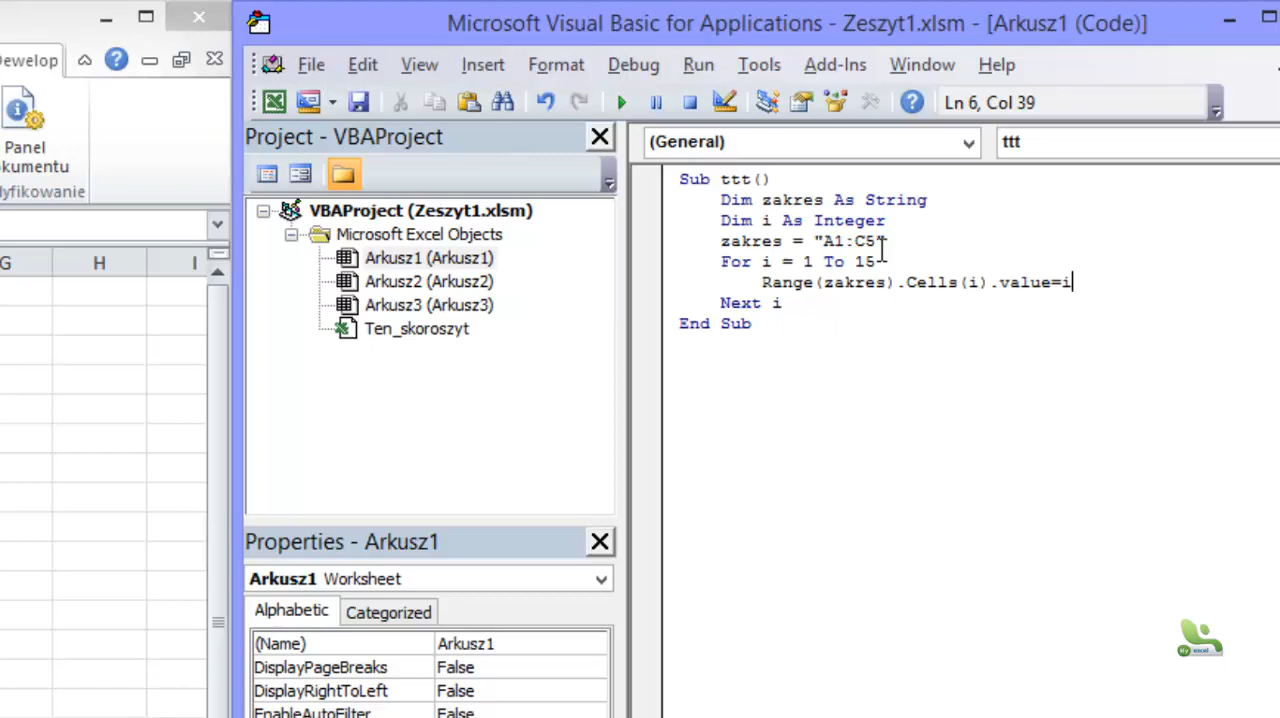 Microsoft Visual Basic for Applications - Zeszyt1.xlsm - [Arkusz1 (Code)]
Dewelop
File Edit View Insert Format Debug Run Tools Add-Ins Window Help
Ln 6, Col 39
Panel
okumentu
dyfikowanie
G H I
Project - VBAProject
VBAProject (Zeszyt1.xlsm)
Microsoft Excel Objects
Arkusz1 (Arkusz1)
Arkusz2 (Arkusz2)
Arkusz3 (Arkusz3)
Ten_skoroszyt
Properties - Arkusz1
Arkusz1 Worksheet
Alphabetic Categorized
(Name) Arkusz1
DisplayPageBreaks False
DisplayRightToLeft False
EnableAutoFilter False
(General) ttt
Sub ttt()
Dim zakres As String
Dim i As Integer
zakres = "A1:C5"
For i = 1 To 15
Range(zakres).Cells(i).value=i
Next i
End Sub
My excel